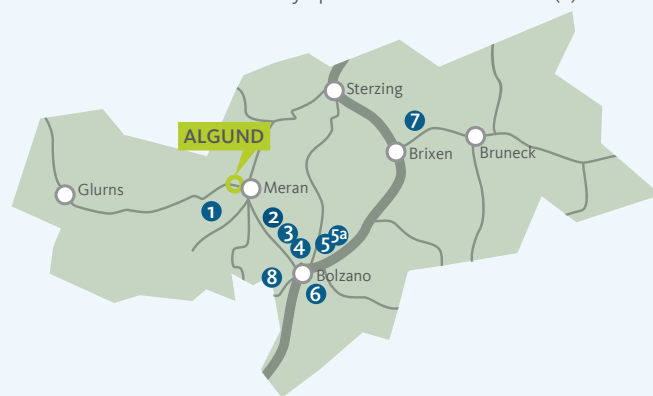 Sterzing
7
ALGUND
Brixen
Bruneck
Glurns
Meran
1
2
3
4
5
5a
8
Bolzano
6